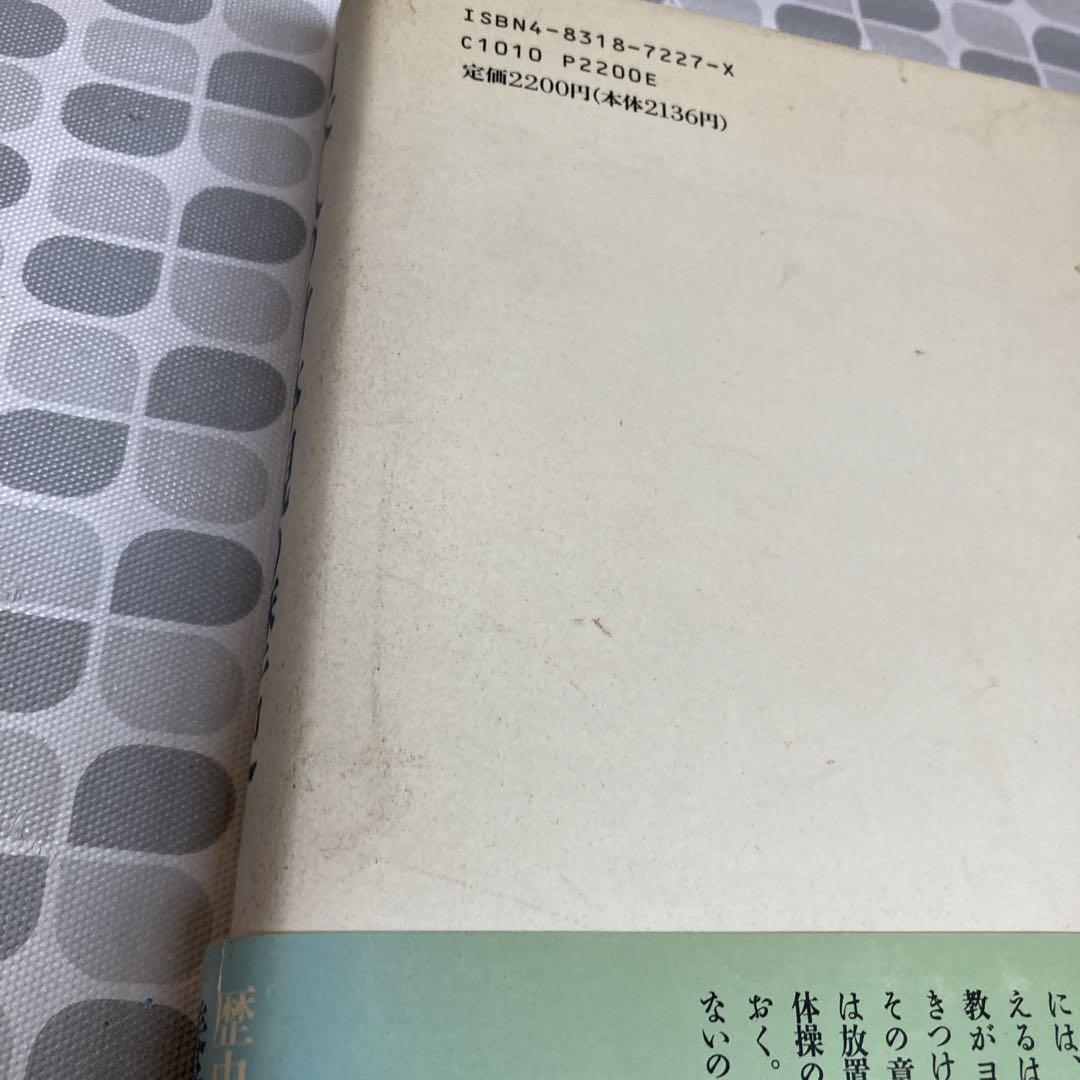 ISBN4-8318-7227-X
C1010 P2200E
定価2200円(本体2136円)
には、
えるは
教がヨ
きつけ
その意
は放置
体操の
おく。
ないの
歴史